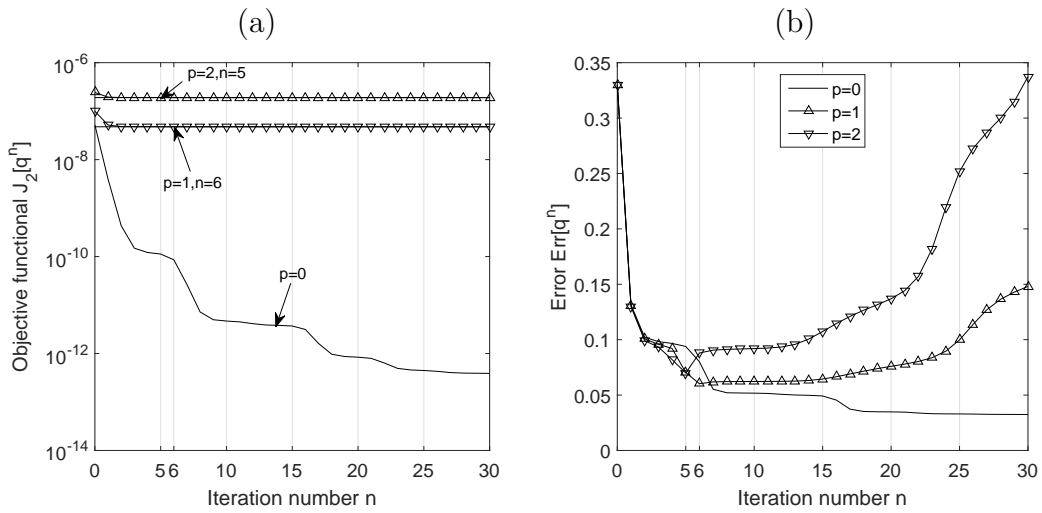 (a)
10^-6
10^-8
10^-10
10^-12
10^-14
Objective functional J_2[q^n]
p=2,n=5
p=1,n=6
p=0
0 5 6 10 15 20 25 30
Iteration number n
(b)
0.35
0.3
0.25
0.2
0.15
0.1
0.05
0
Error Err[q^n]
p=0
p=1
p=2
0 5 6 10 15 20 25 30
Iteration number n